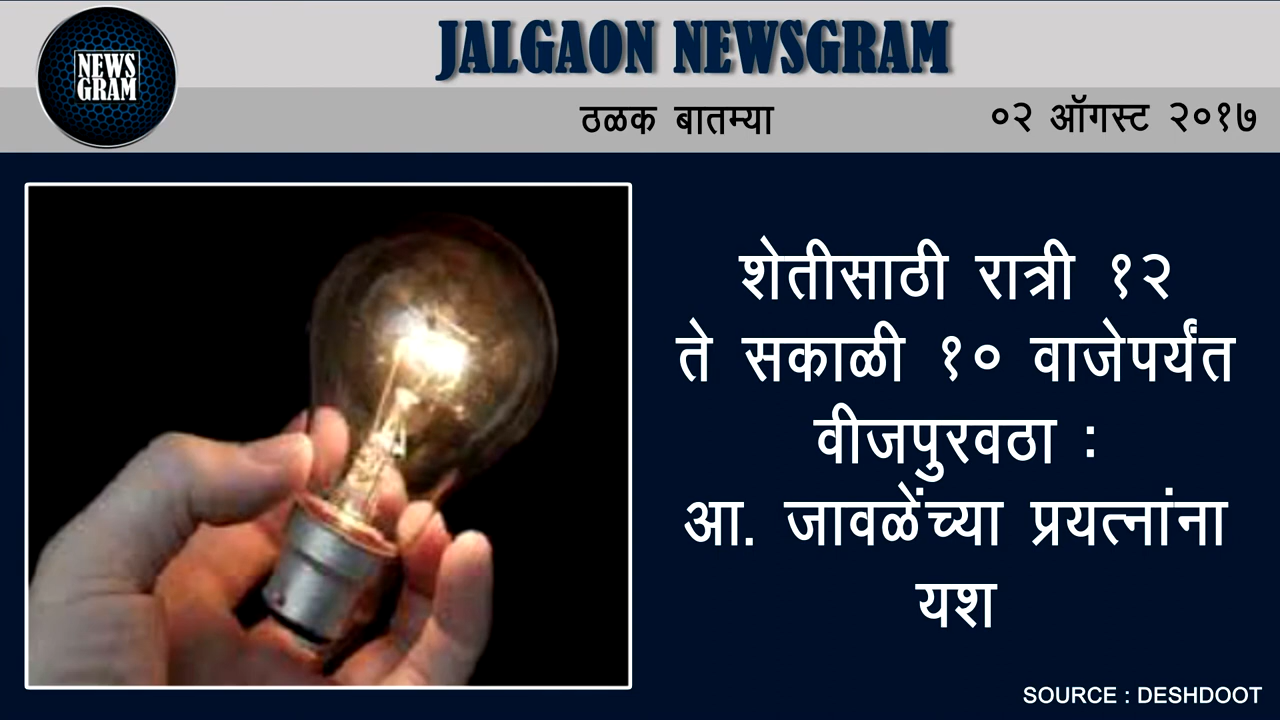 NEWS
GRAM
JALGAON NEWSGRAM
ठळक बातम्या
०२ ऑगस्ट २०१७
शेतीसाठी रात्री १२
ते सकाळी १० वाजेपर्यंत
वीजपुरवठा :
आ. जावळेंच्या प्रयत्नांना
यश
SOURCE : DESHDOOT